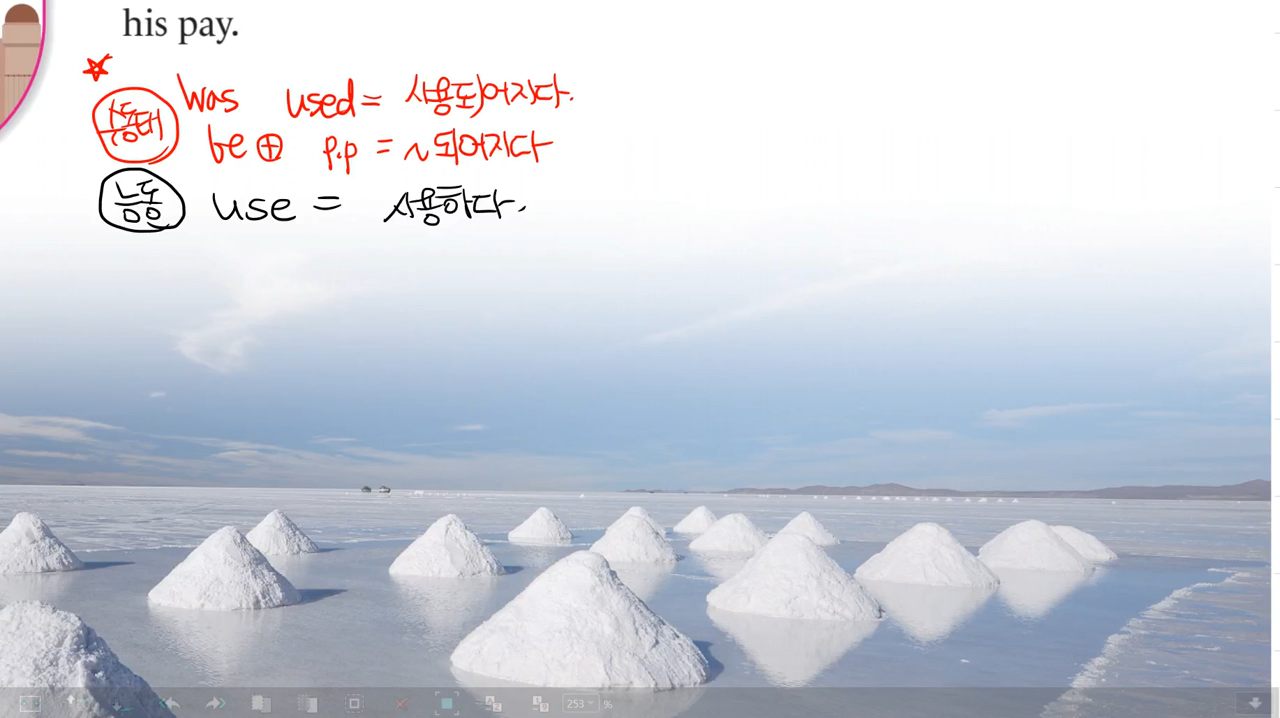 his pay.
수동태 was used = 사용되어지다.
be + p.p = ~되어지다
능동 use = 사용하다.
253 %